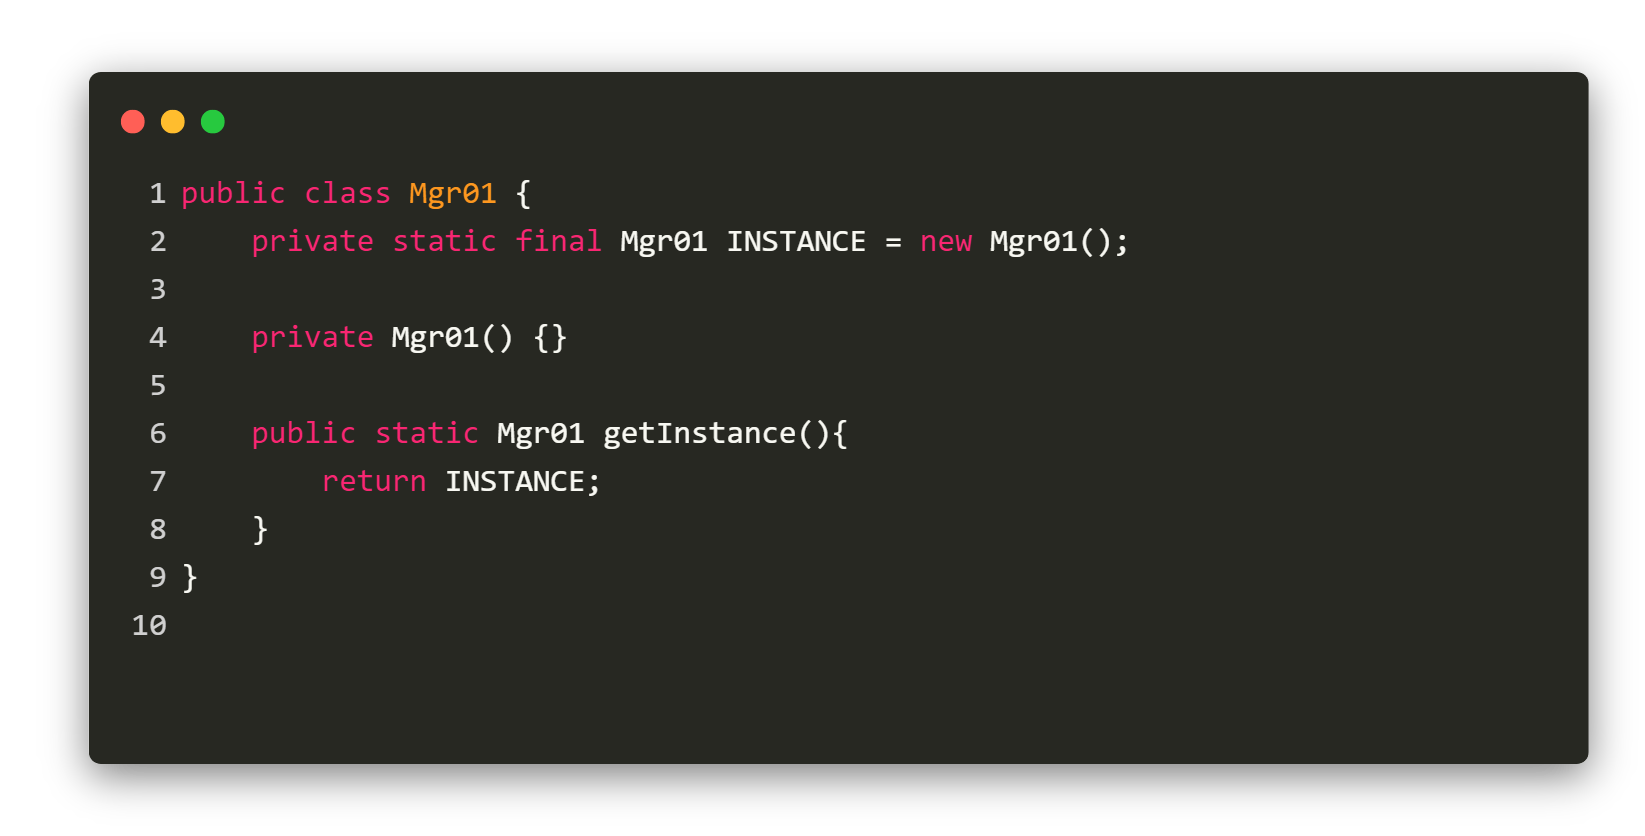 1 public class Mgr01 {
2     private static final Mgr01 INSTANCE = new Mgr01();
3
4     private Mgr01() {}
5
6     public static Mgr01 getInstance(){
7         return INSTANCE;
8     }
9 }
10